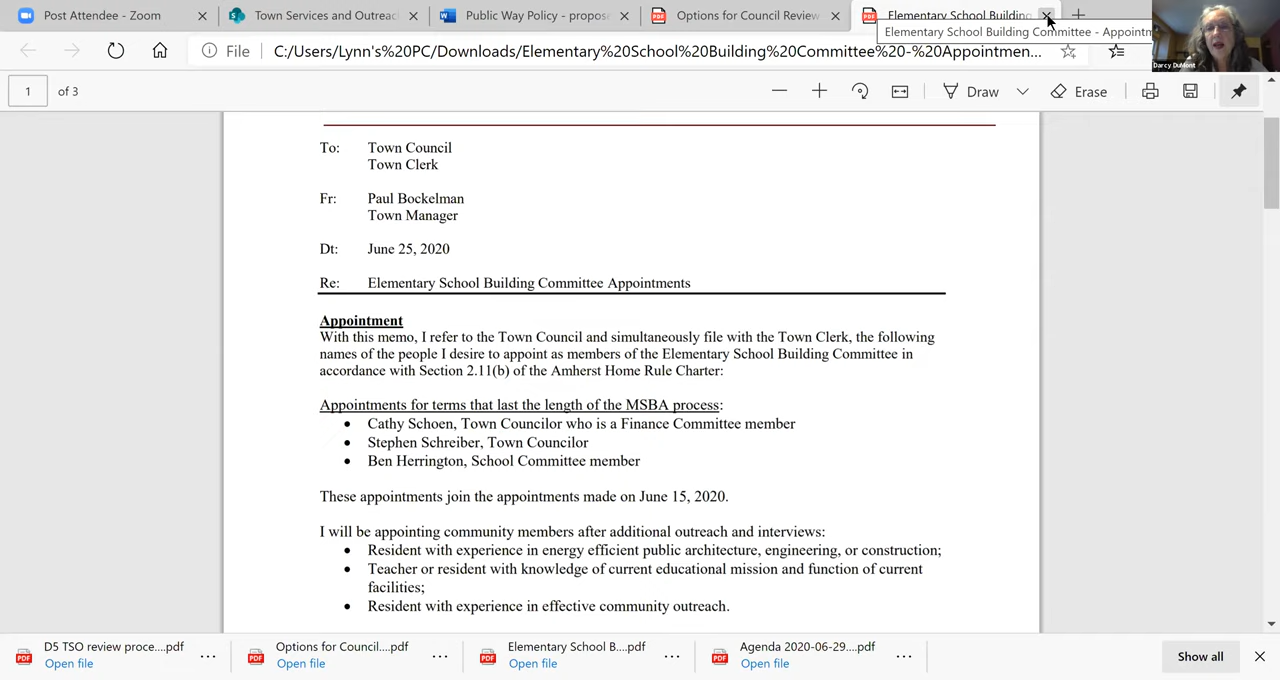 Post Attendee - Zoom
Town Services and Outreac
Public Way Policy - propose
Options for Council Review
Elementary School Building
Elementary School Building Committee - Appointm
Darcy DuMont
File
C:/Users/Lynn's%20PC/Downloads/Elementary%20School%20Building%20Committee%20-%20Appointmen...
1 of 3
Draw
Erase
To: Town Council
Town Clerk
Fr: Paul Bockelman
Town Manager
Dt: June 25, 2020
Re: Elementary School Building Committee Appointments
Appointment
With this memo, I refer to the Town Council and simultaneously file with the Town Clerk, the following
names of the people I desire to appoint as members of the Elementary School Building Committee in
accordance with Section 2.11(b) of the Amherst Home Rule Charter:
Appointments for terms that last the length of the MSBA process:
• Cathy Schoen, Town Councilor who is a Finance Committee member
• Stephen Schreiber, Town Councilor
• Ben Herrington, School Committee member
These appointments join the appointments made on June 15, 2020.
I will be appointing community members after additional outreach and interviews:
• Resident with experience in energy efficient public architecture, engineering, or construction;
• Teacher or resident with knowledge of current educational mission and function of current
facilities;
• Resident with experience in effective community outreach.
D5 TSO review proce....pdf
Open file
Options for Council....pdf
Open file
Elementary School B....pdf
Open file
Agenda 2020-06-29....pdf
Open file
Show all